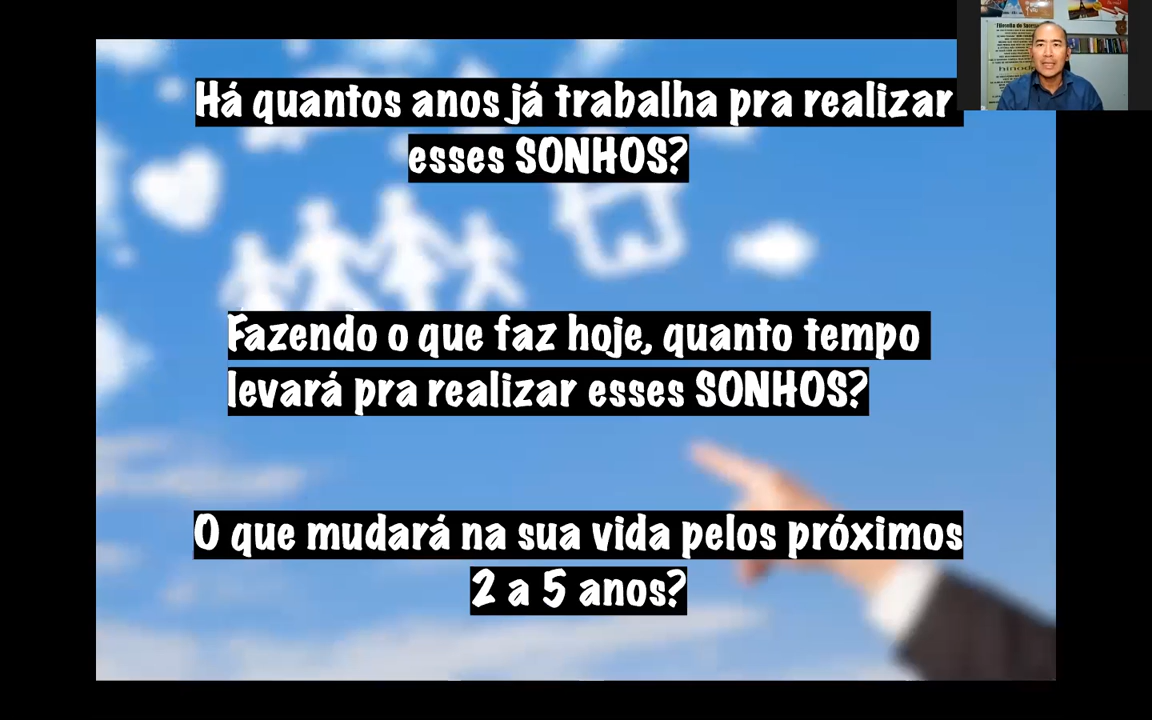 Há quantos anos já trabalha pra realizar
esses SONHOS?
Fazendo o que faz hoje, quanto tempo
levará pra realizar esses SONHOS?
O que mudará na sua vida pelos próximos
2 a 5 anos?